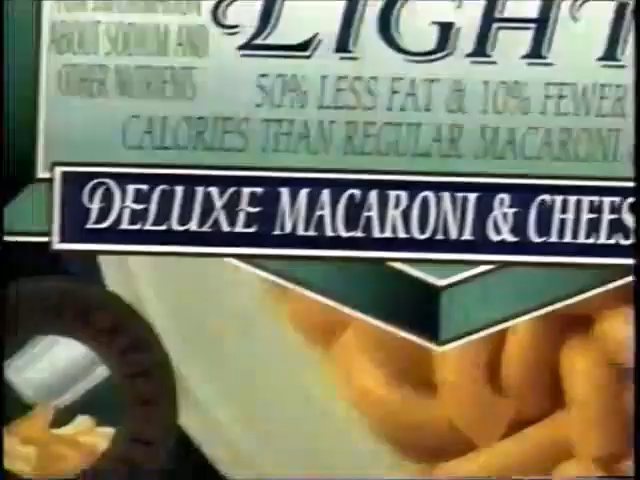 ABOUT SODIUM AND
OTHER NUTRIENTS
LIGHT
50% LESS FAT & 10% FEWER
CALORIES THAN REGULAR MACARONI
DELUXE MACARONI & CHEES